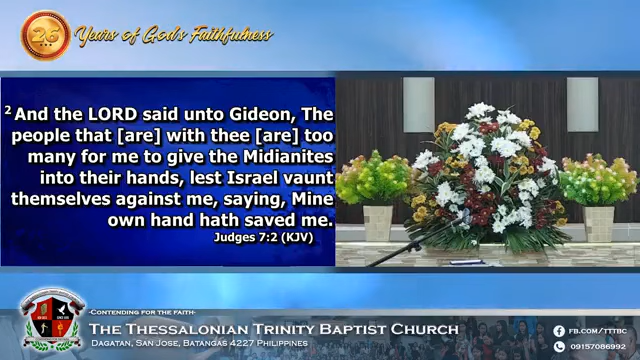 26
Years of God's Faithfulness
2 And the LORD said unto Gideon, The
people that [are] with thee [are] too
many for me to give the Midianites
into their hands, lest Israel vaunt
themselves against me, saying, Mine
own hand hath saved me.
Judges 7:2 (KJV)
-Contending for the faith-
The Thessalonian Trinity Baptist Church
Dagatan, San Jose, Batangas 4227 Philippines
FB.COM/TTTBC
09157086992